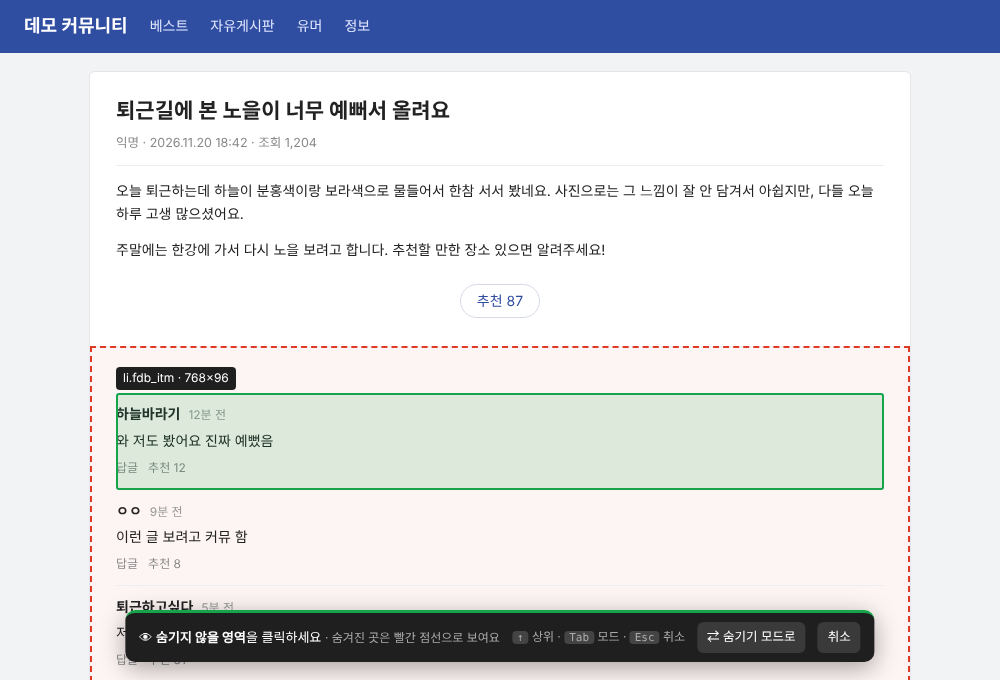 데모 커뮤니티 베스트 자유게시판 유머 정보
퇴근길에 본 노을이 너무 예뻐서 올려요
익명 · 2026.11.20 18:42 · 조회 1,204
오늘 퇴근하는데 하늘이 분홍색이랑 보라색으로 물들어서 한참 서서 봤네요. 사진으로는 그 느낌이 잘 안 담겨서 아쉽지만, 다들 오늘
하루 고생 많으셨어요.
주말에는 한강에 가서 다시 노을 보려고 합니다. 추천할 만한 장소 있으면 알려주세요!
추천 87
li.fdb_itm · 768×96
하늘바라기 12분 전
와 저도 봤어요 진짜 예뻤음
답글 추천 12
ㅇㅇ 9분 전
이런 글 보려고 커뮤 함
답글 추천 8
퇴근하고싶다 5분 전
숨기지 않을 영역을 클릭하세요 · 숨겨진 곳은 빨간 점선으로 보여요 ↑ 상위 · Tab 모드 · Esc 취소 ⇄ 숨기기 모드로 취소